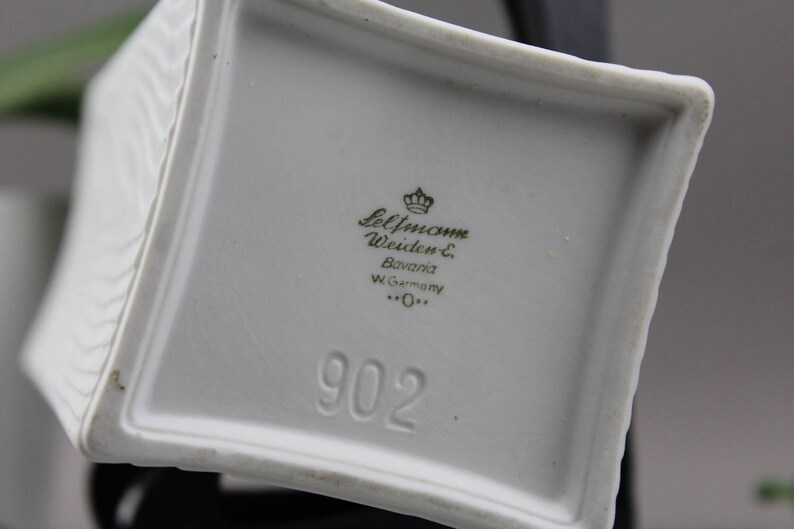 Seltmann
Weiden-E.
Bavaria
W. Germany
··O··
902